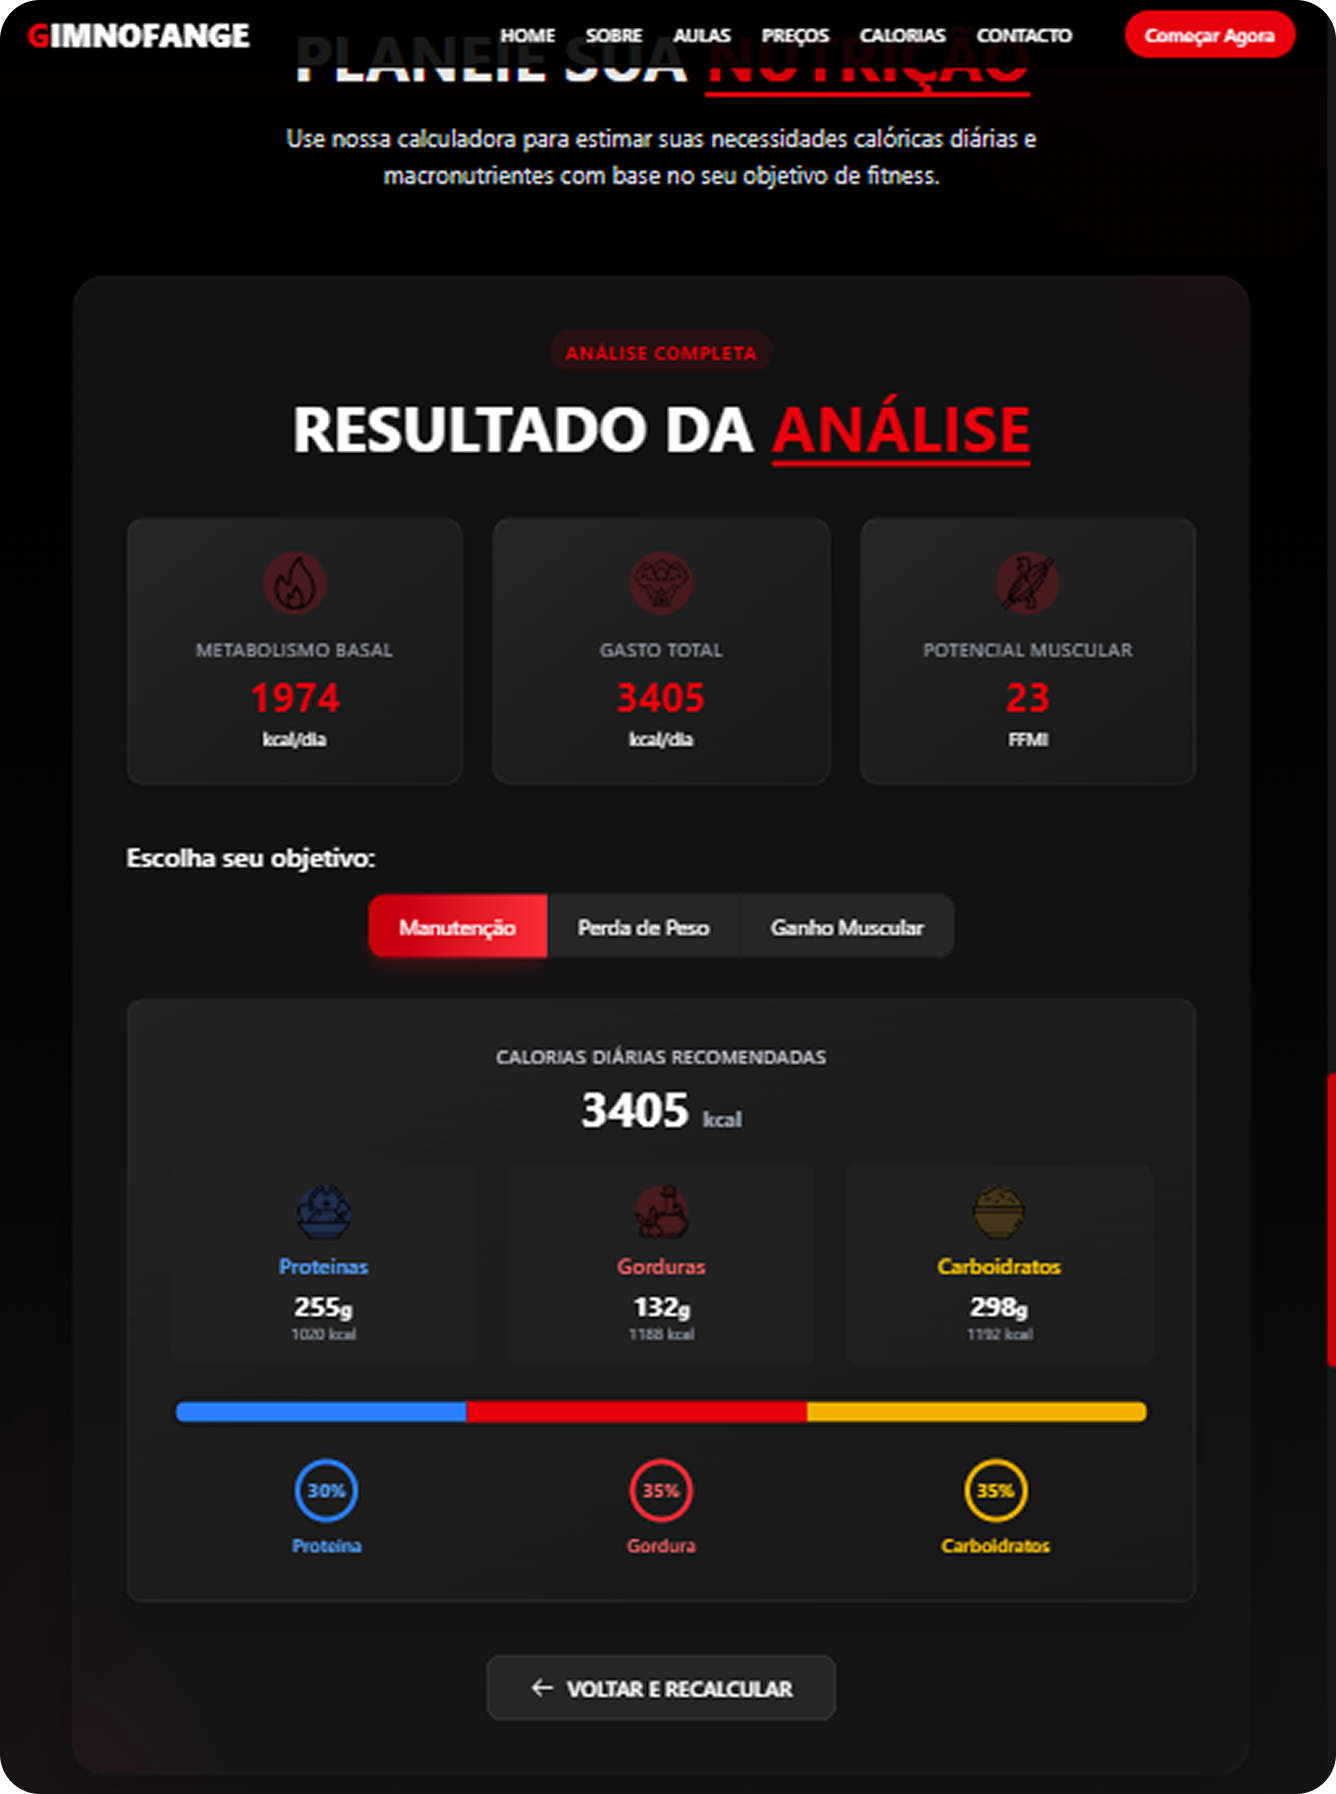 GIMNOFANGE
HOME SOBRE AULAS PREÇOS CALORIAS CONTACTO Começar Agora
PLANEIE SUA NUTRIÇÃO
Use nossa calculadora para estimar suas necessidades calóricas diárias e
macronutrientes com base no seu objetivo de fitness.
ANÁLISE COMPLETA
RESULTADO DA ANÁLISE
METABOLISMO BASAL
1974
kcal/dia
GASTO TOTAL
3405
kcal/dia
POTENCIAL MUSCULAR
23
FFMI
Escolha seu objetivo:
Manutenção Perda de Peso Ganho Muscular
CALORIAS DIÁRIAS RECOMENDADAS
3405 kcal
Proteínas
255g
1020 kcal
Gorduras
132g
1188 kcal
Carboidratos
298g
1192 kcal
30%
Proteína
35%
Gordura
35%
Carboidratos
← VOLTAR E RECALCULAR